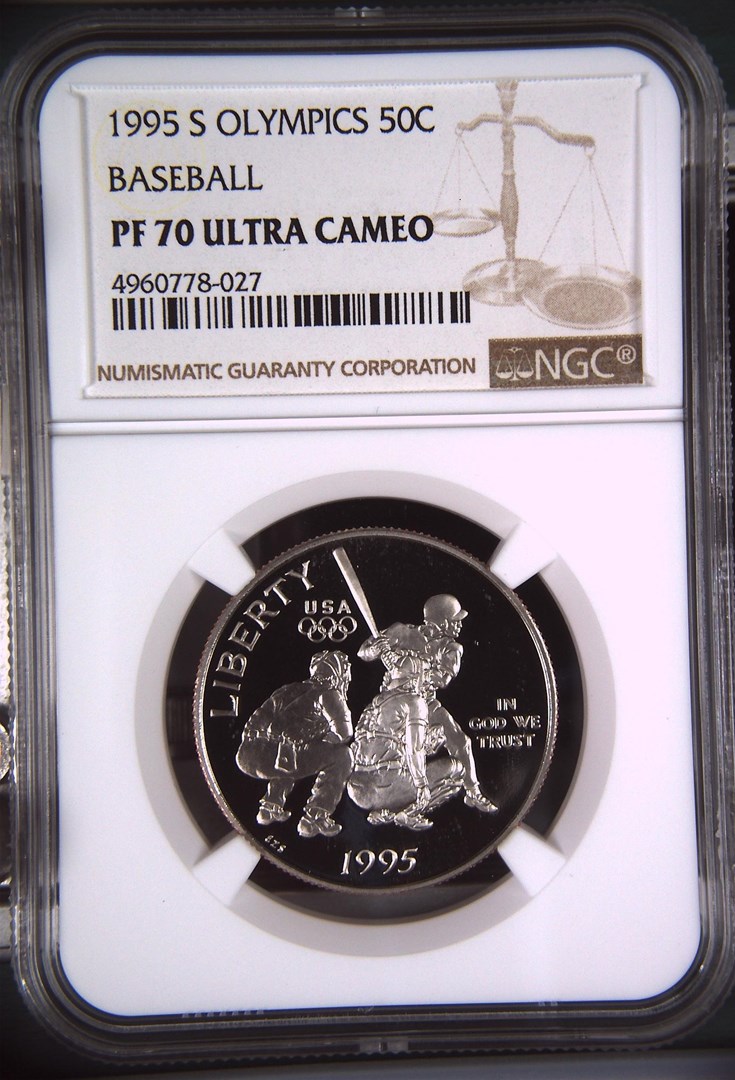 1995 S OLYMPICS 50C
BASEBALL
PF 70 ULTRA CAMEO
4960778-027
NUMISMATIC GUARANTY CORPORATION
NGC®
LIBERTY
USA
IN
GOD WE
TRUST
1995